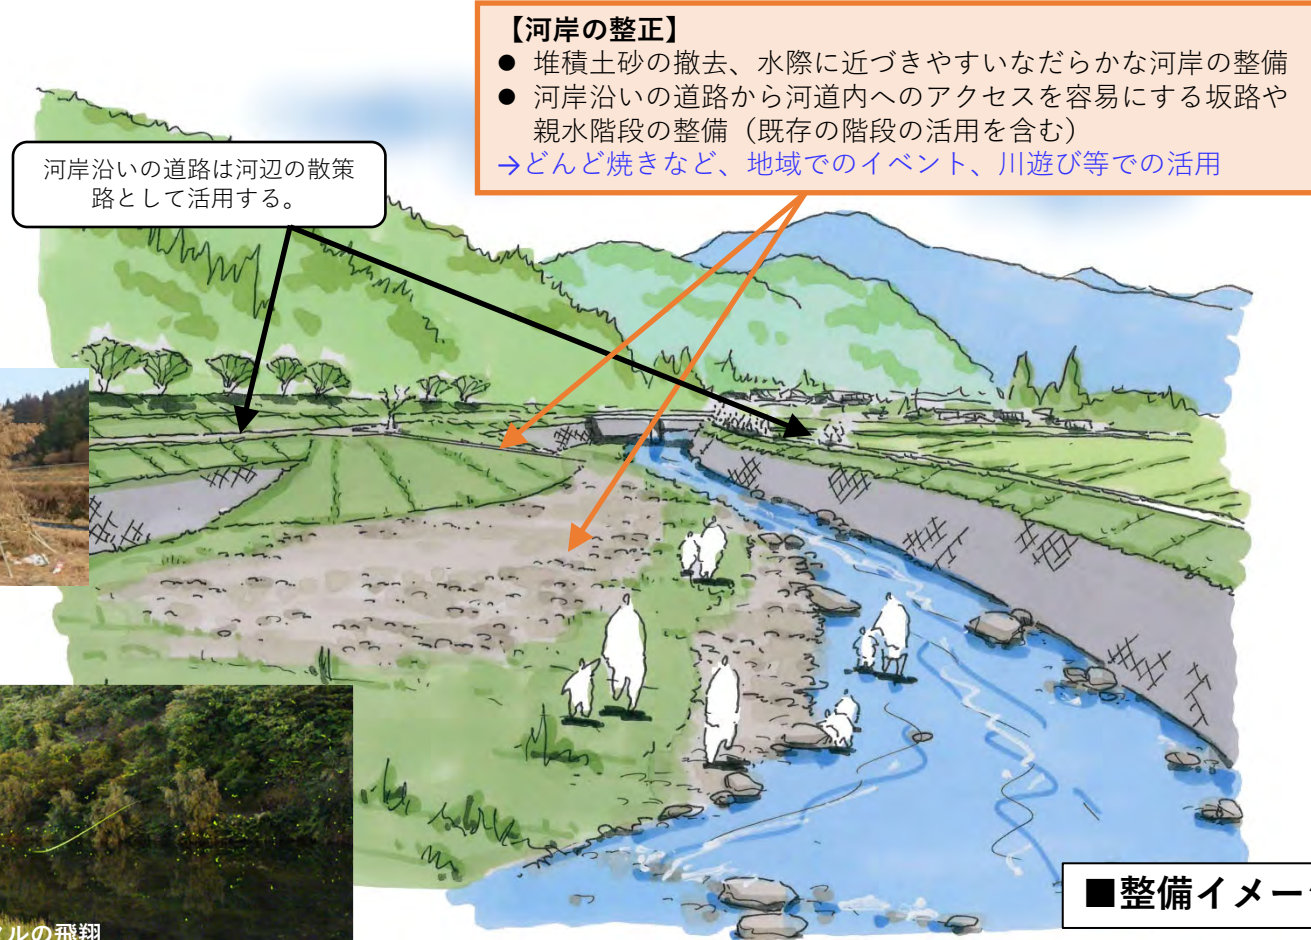 【河岸の整正】
● 堆積土砂の撤去、水際に近づきやすいなだらかな河岸の整備
● 河岸沿いの道路から河道内へのアクセスを容易にする坂路や
親水階段の整備（既存の階段の活用を含む）
→どんど焼きなど、地域でのイベント、川遊び等での活用
河岸沿いの道路は河辺の散策
路として活用する。
ルの飛翔
■整備イメー